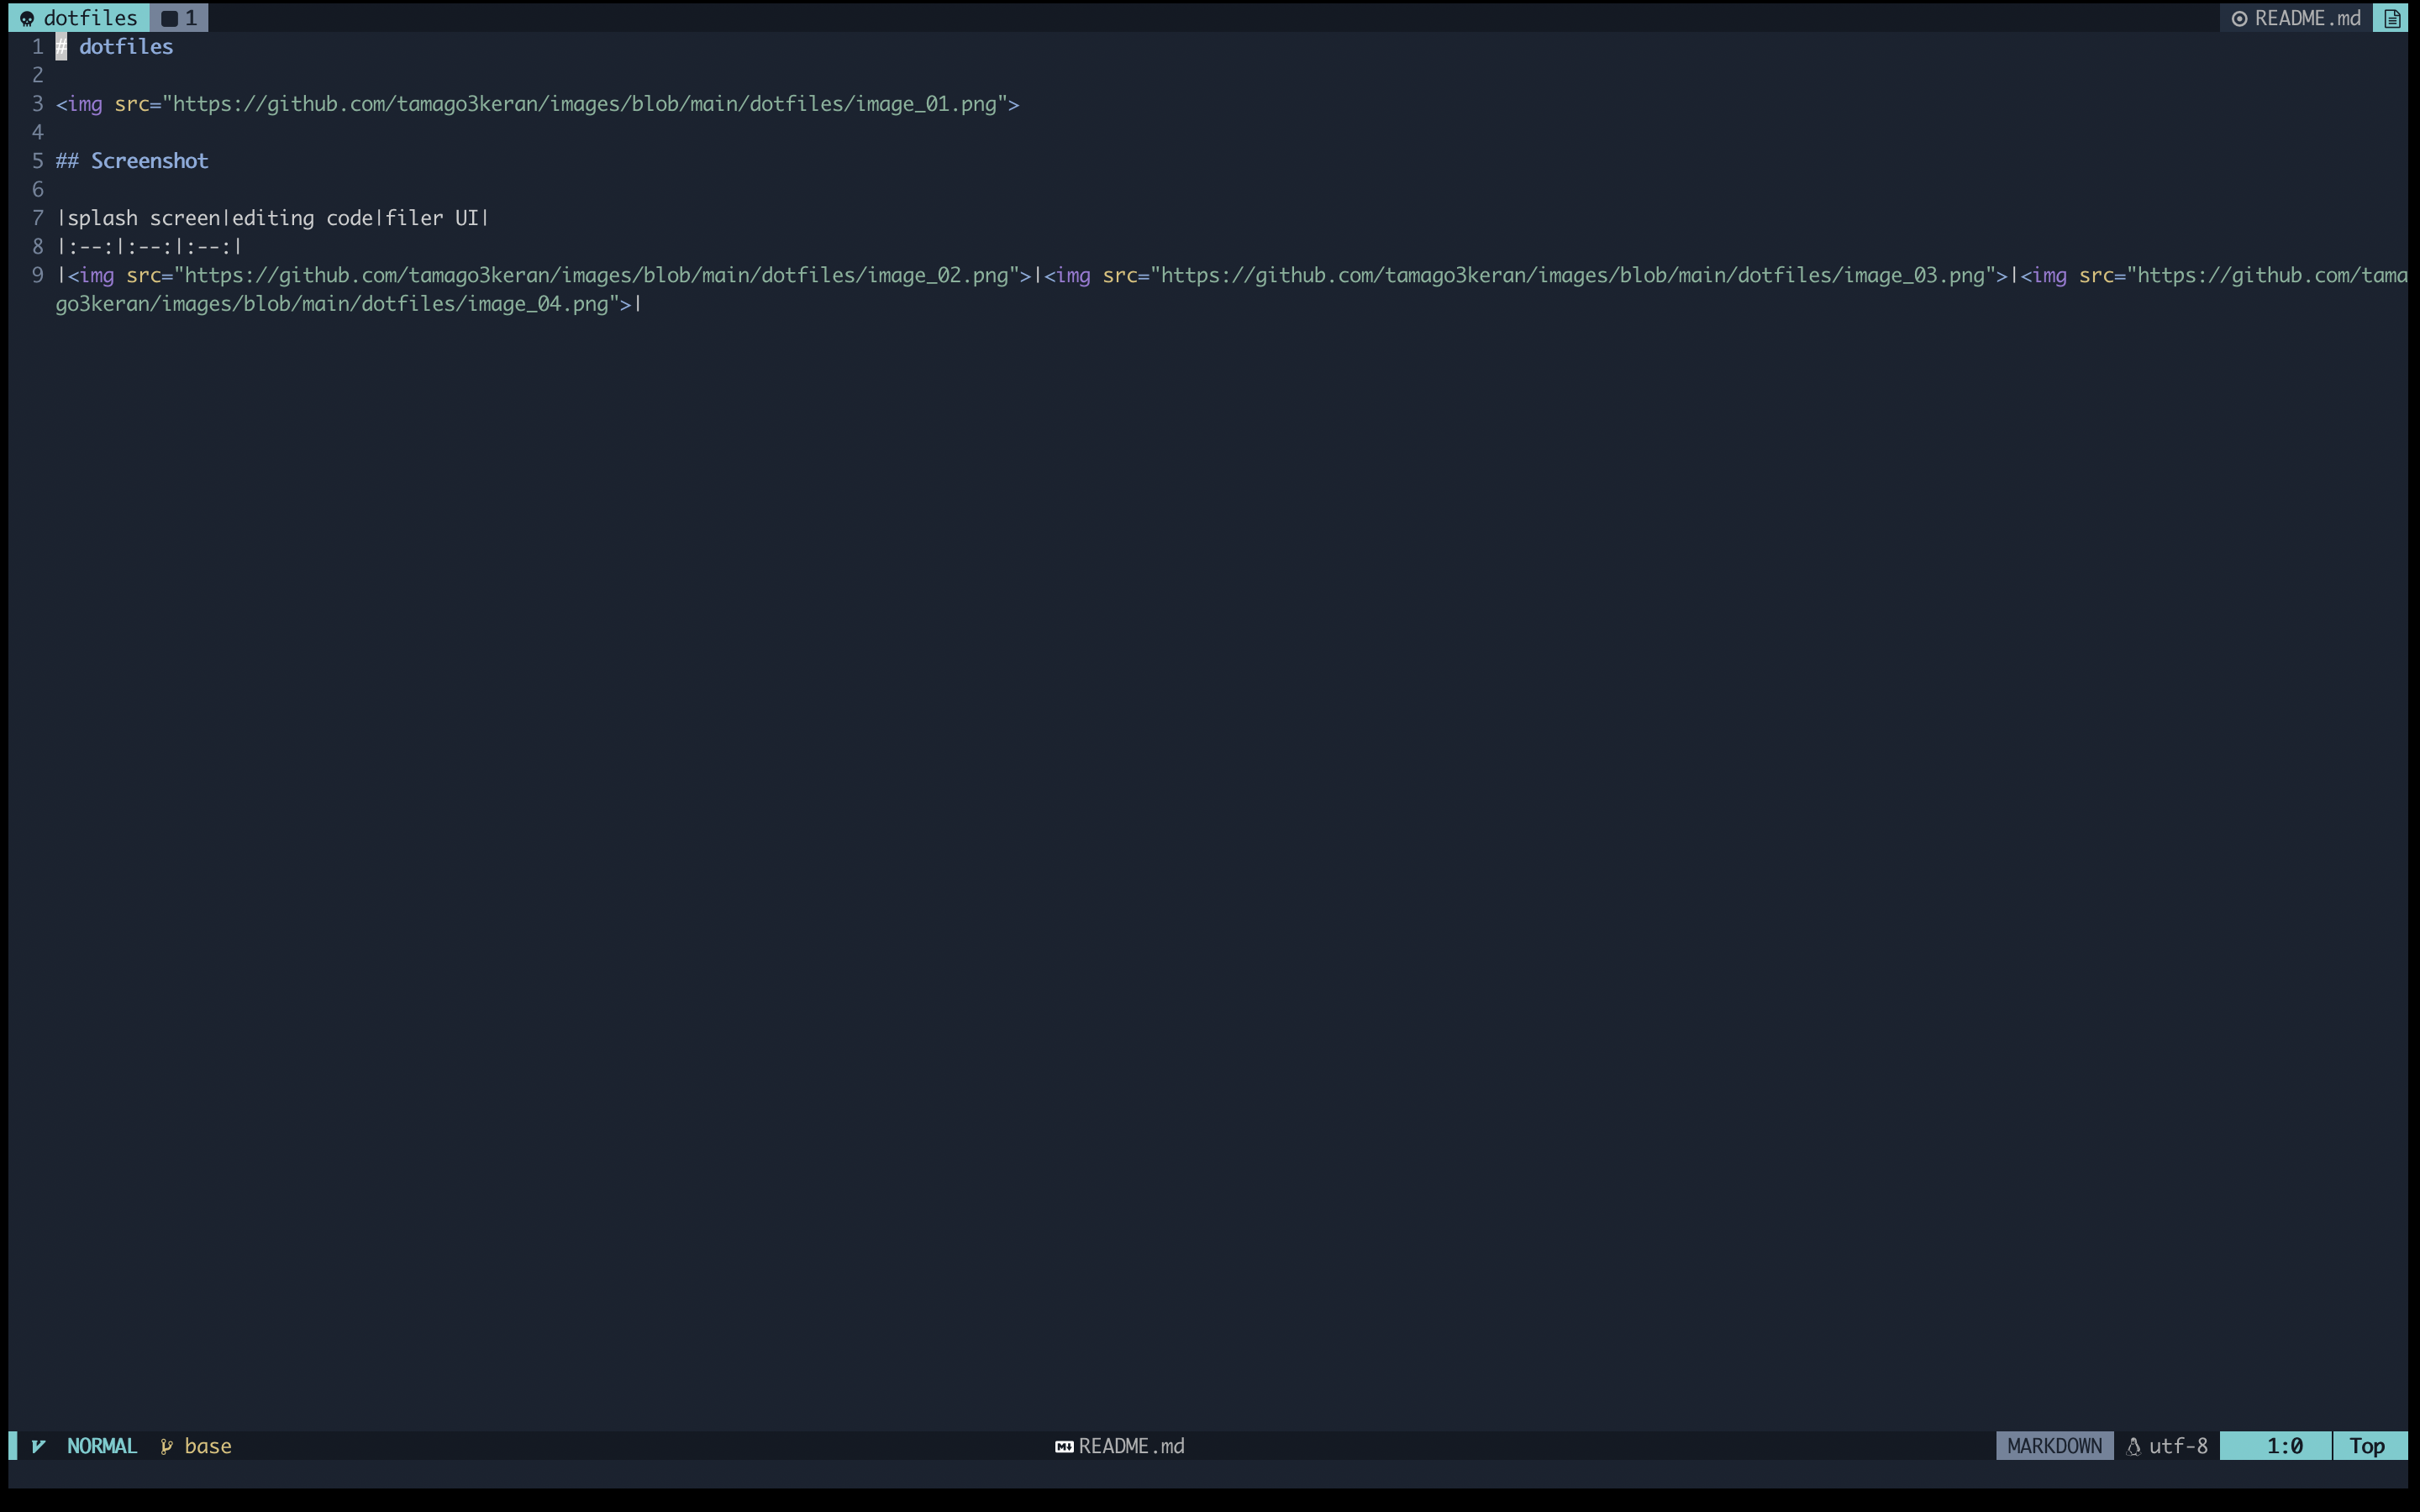 dotfiles 1 README.md
1 # dotfiles
2
3 <img src="https://github.com/tamago3keran/images/blob/main/dotfiles/image_01.png">
4
5 ## Screenshot
6
7 |splash screen|editing code|filer UI|
8 |:--:|:--:|:--:|
9 |<img src="https://github.com/tamago3keran/images/blob/main/dotfiles/image_02.png">|<img src="https://github.com/tamago3keran/images/blob/main/dotfiles/image_03.png">|<img src="https://github.com/tama
go3keran/images/blob/main/dotfiles/image_04.png">|
NORMAL base README.md MARKDOWN utf-8 1:0 Top